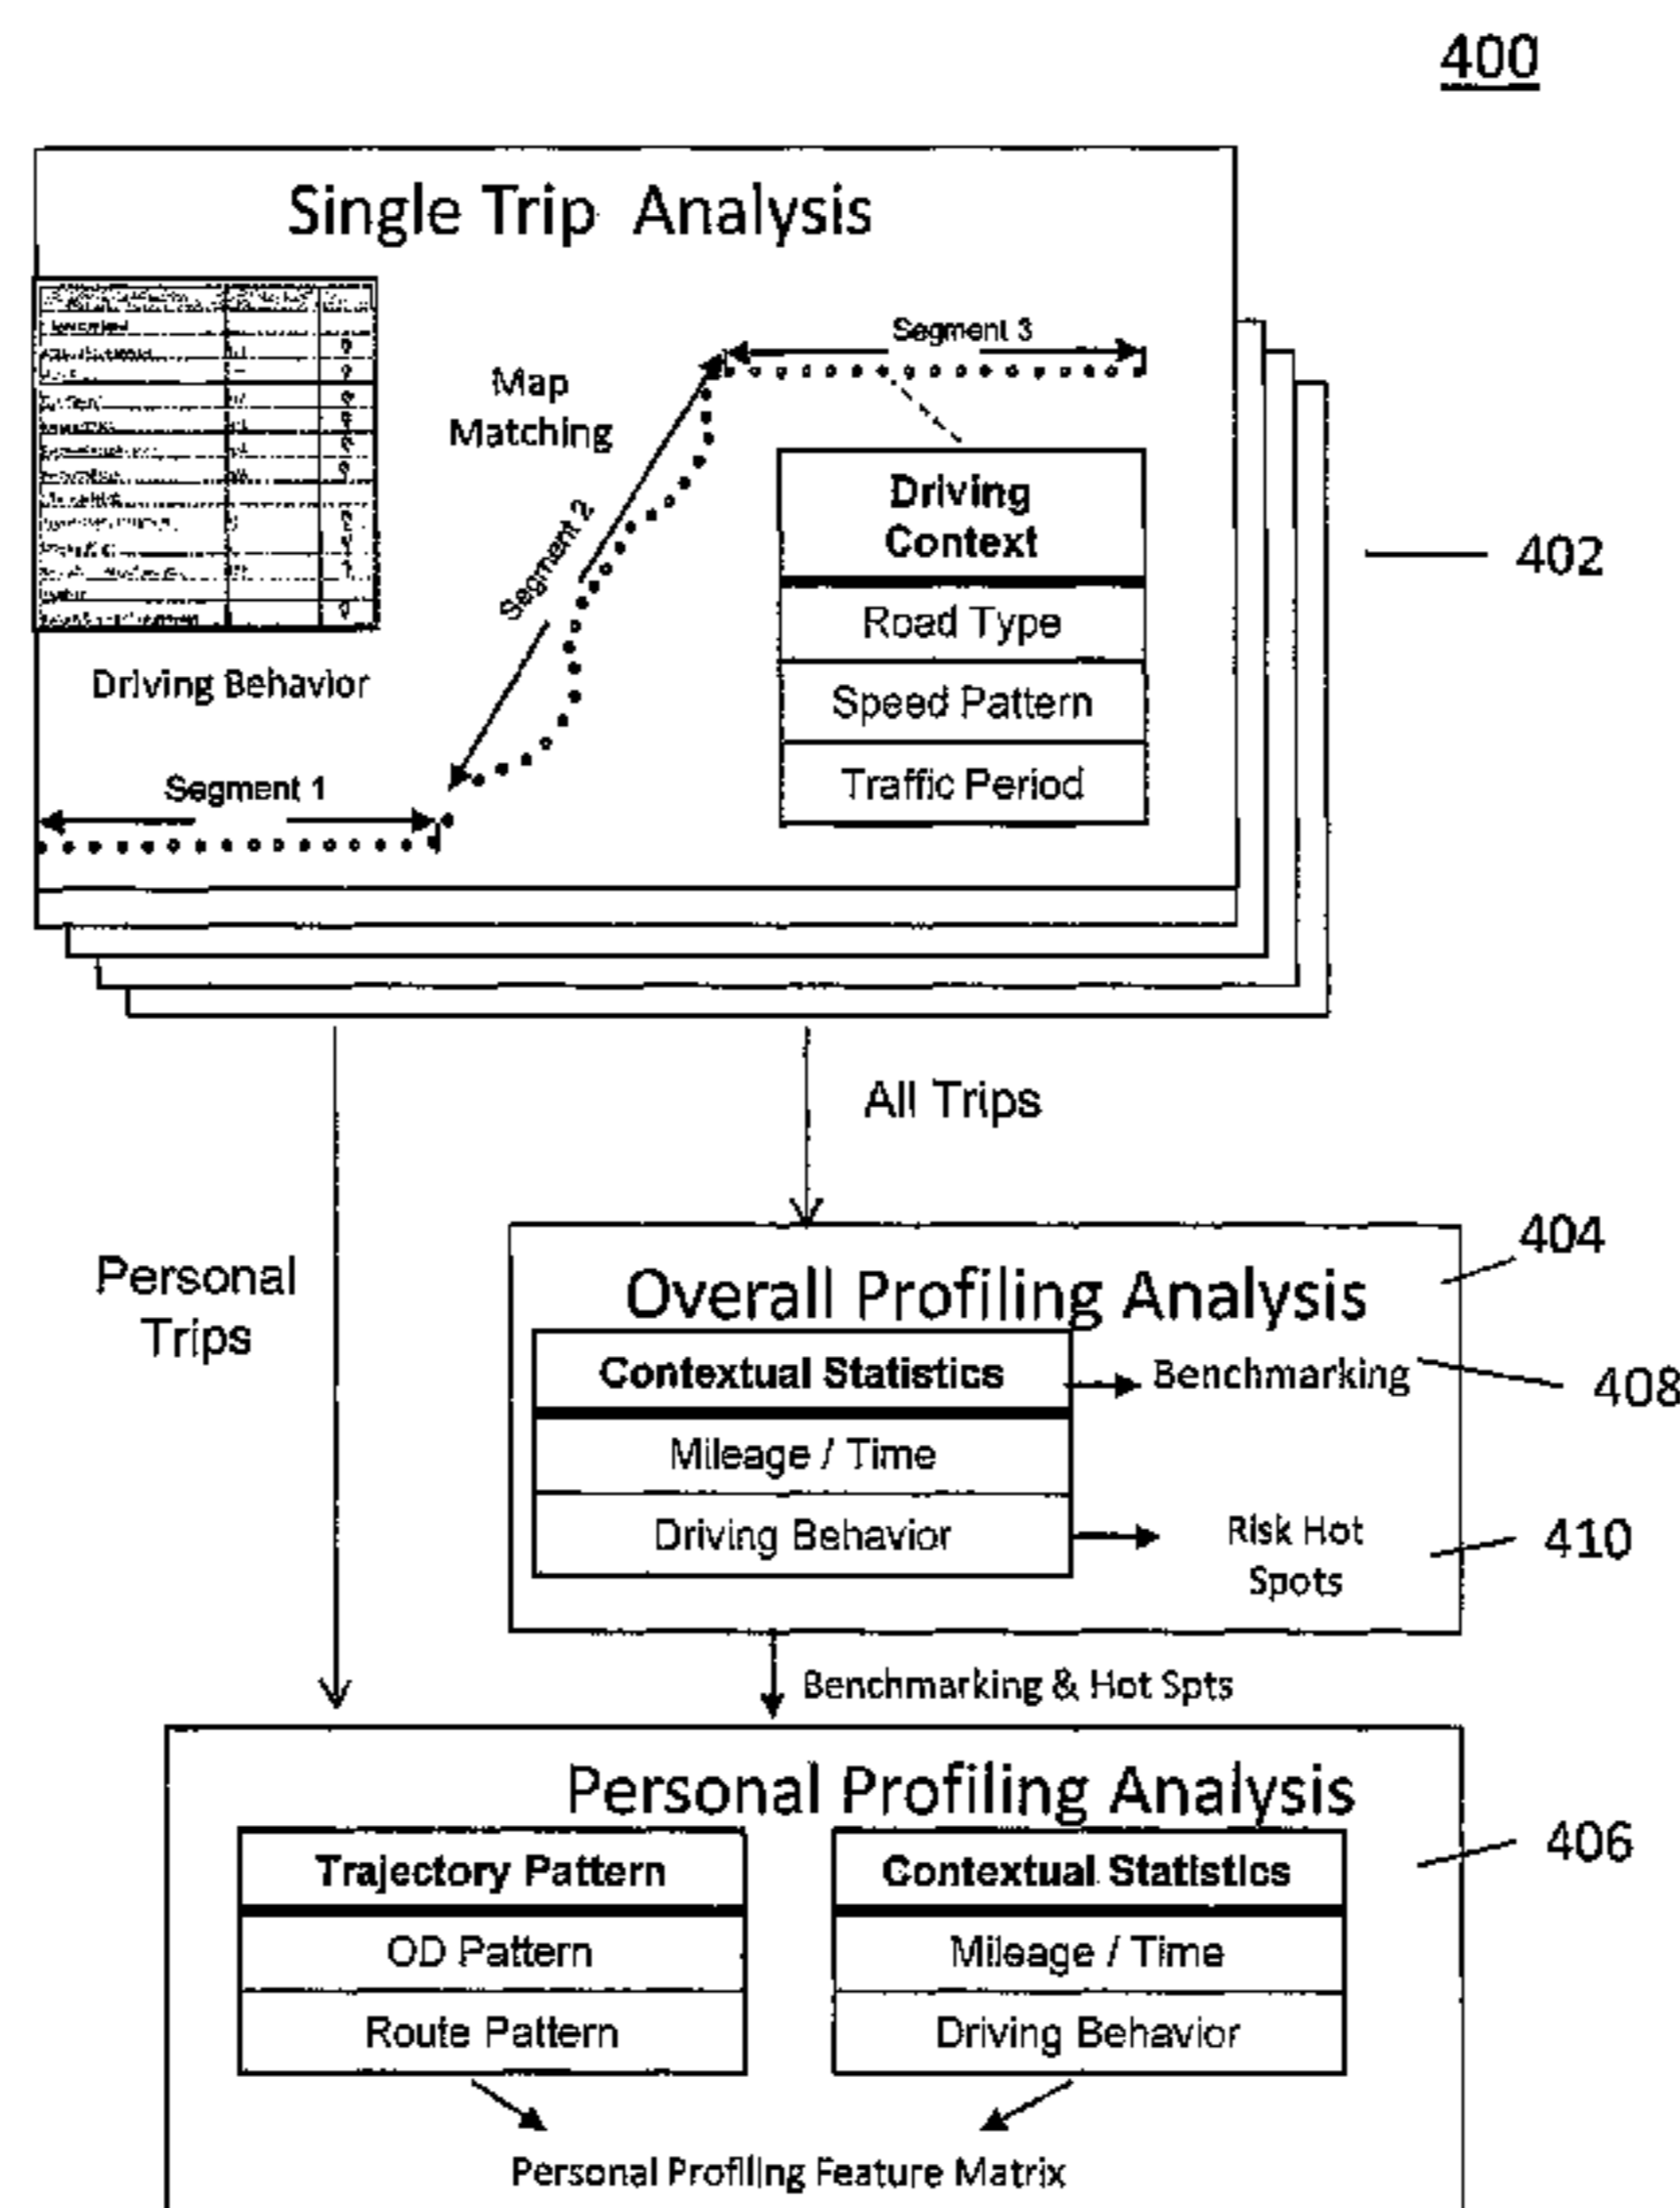 400
Single Trip Analysis
Segment 3
Map
Matching
Driving
Context
402
Segment 2
Road Type
Driving Behavior
Speed Pattern
Segment 1
Traffic Period
All Trips
404
Personal
Trips
Overall Profiling Analysis
Contextual Statistics
Benchmarking
408
Mileage / Time
Driving Behavior
Risk Hot
Spots
410
Benchmarking & Hot Spts
Personal Profiling Analysis
406
Trajectory Pattern
Contextual Statistics
OD Pattern
Mileage / Time
Route Pattern
Driving Behavior
Personal Profiling Feature Matrix